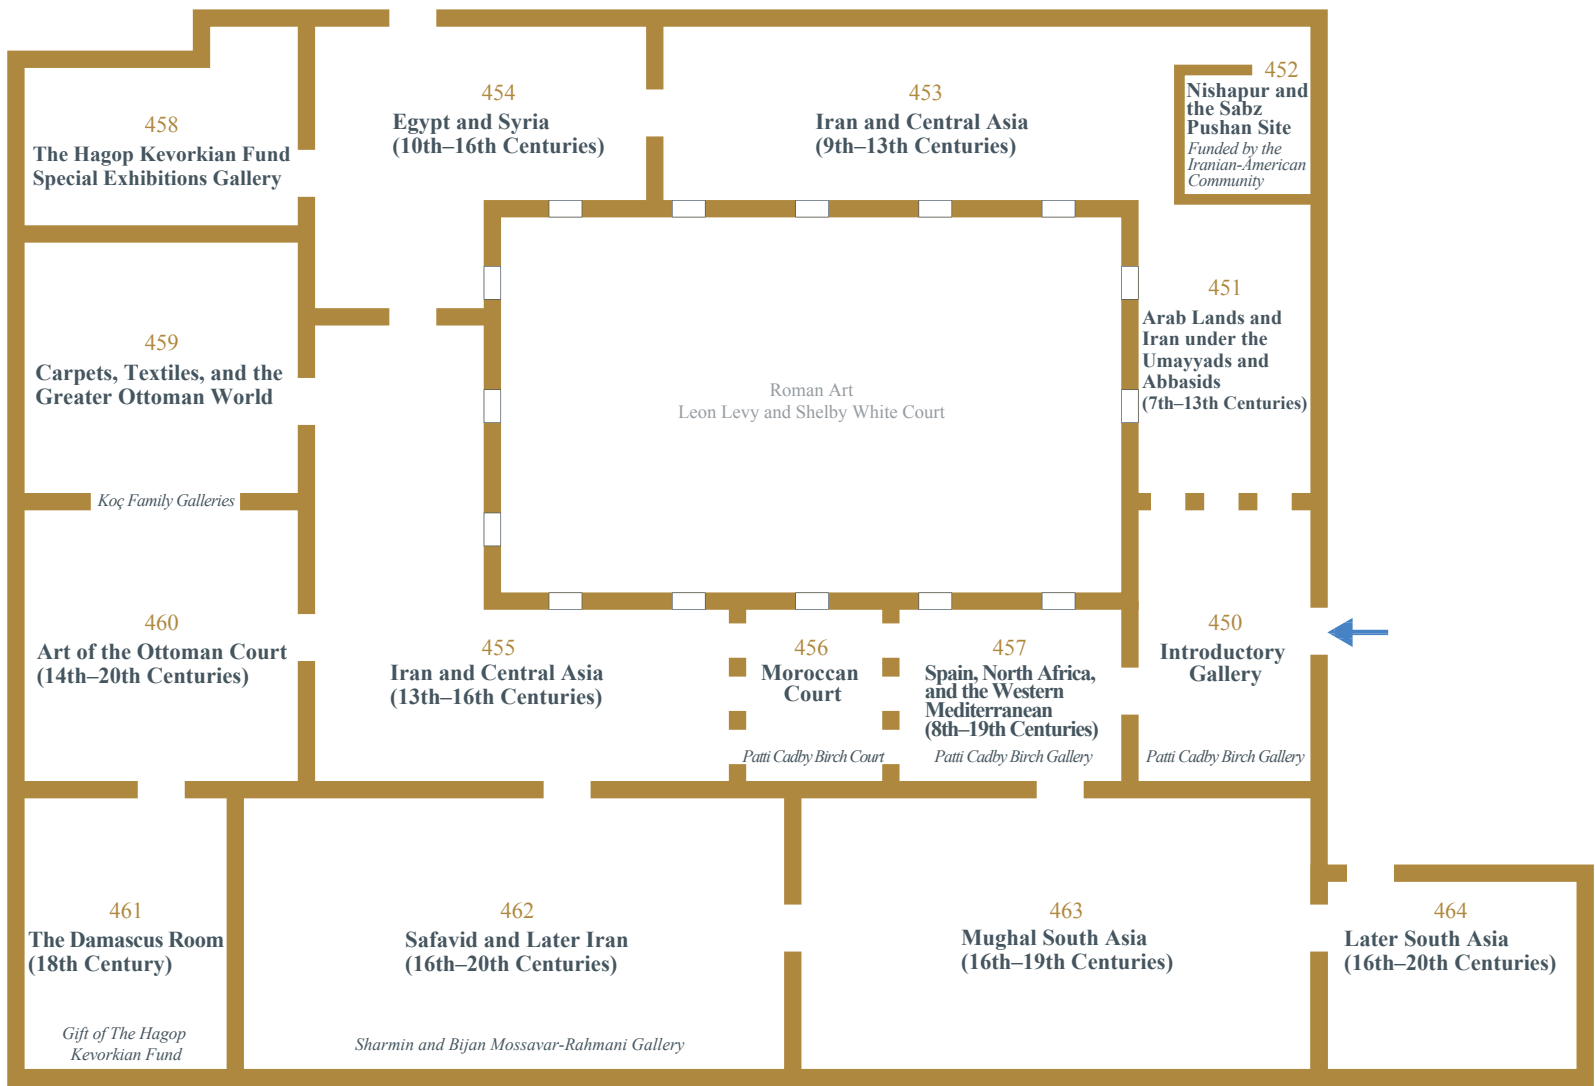 454
Egypt and Syria
(10th–16th Centuries)
453
Iran and Central Asia
(9th–13th Centuries)
452
Nishapur and
the Sabz
Pushan Site
Funded by the
Iranian-American
Community
458
The Hagop Kevorkian Fund
Special Exhibitions Gallery
451
Arab Lands and
Iran under the
Umayyads and
Abbasids
(7th–13th Centuries)
459
Carpets, Textiles, and the
Greater Ottoman World
Roman Art
Leon Levy and Shelby White Court
Koç Family Galleries
460
Art of the Ottoman Court
(14th–20th Centuries)
455
Iran and Central Asia
(13th–16th Centuries)
456
Moroccan
Court
Patti Cadby Birch Court
457
Spain, North Africa,
and the Western
Mediterranean
(8th–19th Centuries)
Patti Cadby Birch Gallery
450
Introductory
Gallery
Patti Cadby Birch Gallery
461
The Damascus Room
(18th Century)
Gift of The Hagop
Kevorkian Fund
462
Safavid and Later Iran
(16th–20th Centuries)
Sharmin and Bijan Mossavar-Rahmani Gallery
463
Mughal South Asia
(16th–19th Centuries)
464
Later South Asia
(16th–20th Centuries)